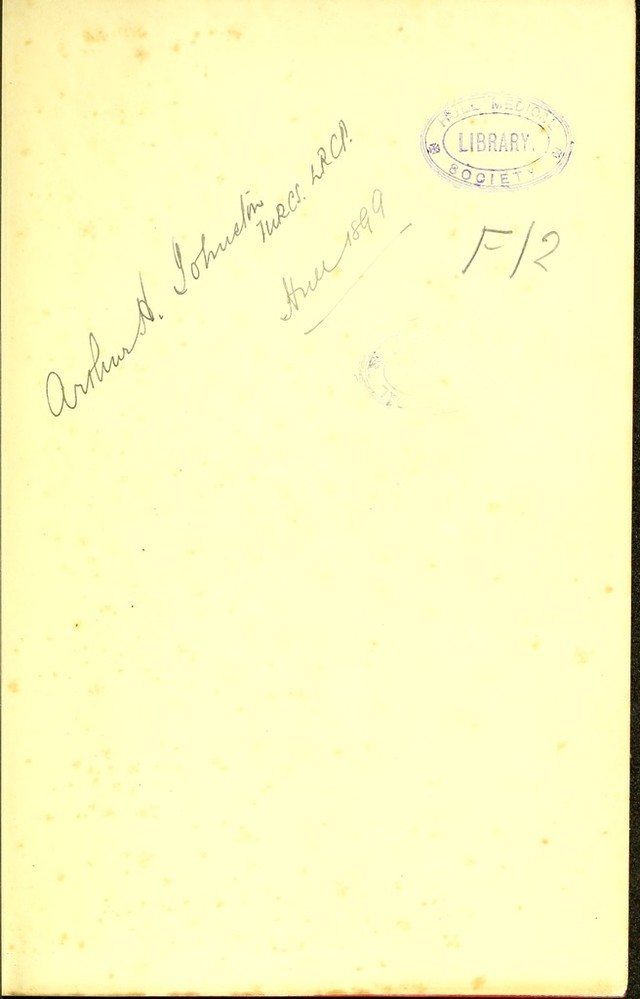 HULL MEDICAL
LIBRARY.
SOCIETY
Arthur H. Johnston
MRCS. LRCP.
Hull 1899
F/2